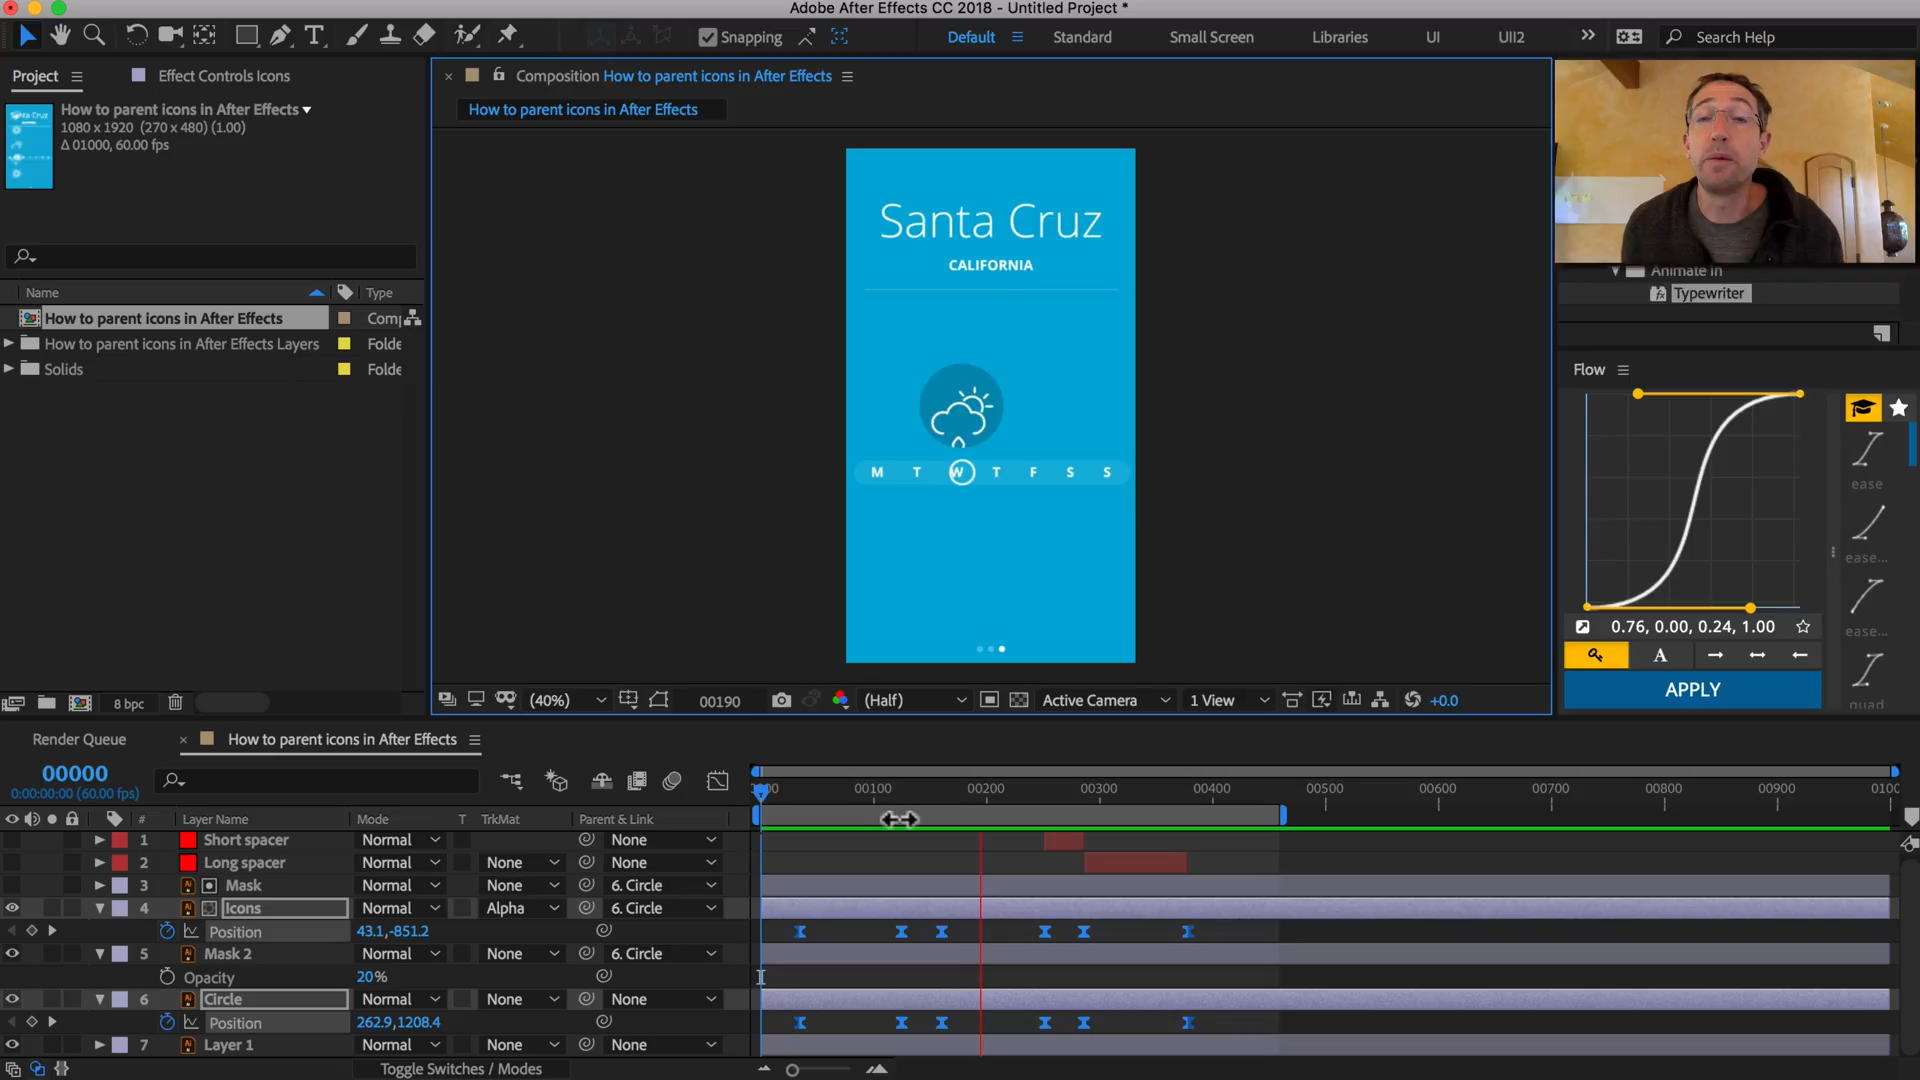 Adobe After Effects CC 2018 - Untitled Project *
Snapping
Default
Standard
Small Screen
Libraries
UI
UII2
Search Help
Project
Effect Controls Icons
Composition How to parent icons in After Effects
How to parent icons in After Effects
1080 x 1920 (270 x 480) (1.00)
Δ 01000, 60.00 fps
How to parent icons in After Effects
Name
Type
How to parent icons in After Effects
Comp
How to parent icons in After Effects Layers
Folde
Solids
Folde
Santa Cruz
CALIFORNIA
M T W T F S S
Animate In
Typewriter
Flow
ease
ease...
ease...
quad
0.76, 0.00, 0.24, 1.00
A
APPLY
8 bpc
(40%)
00190
(Half)
Active Camera
1 View
+0.0
Render Queue
How to parent icons in After Effects
00000
0:00:00:00 (60.00 fps)
00100 00200 00300 00400 00500 00600 00700 00800 00900
# Layer Name Mode T TrkMat Parent & Link
1 Short spacer Normal None
2 Long spacer Normal None None
3 Mask Normal None 6. Circle
4 Icons Normal Alpha 6. Circle
Position 43.1,-851.2
5 Mask 2 Normal None 6. Circle
Opacity 20%
6 Circle Normal None None
Position 262.9,1208.4
7 Layer 1 Normal None None
Toggle Switches / Modes